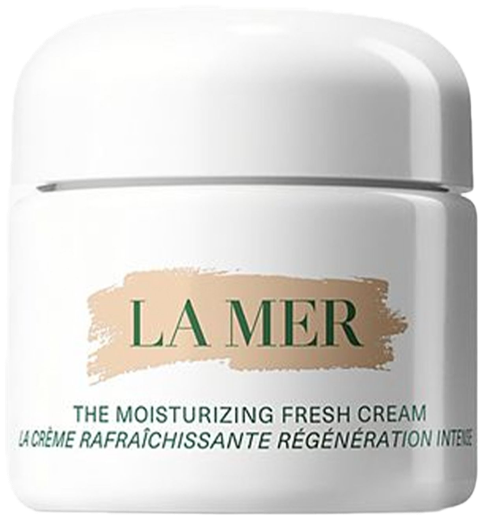 LA MER
THE MOISTURIZING FRESH CREAM
LA CRÈME RAFRAÎCHISSANTE RÉGÉNÉRATION INTENSE